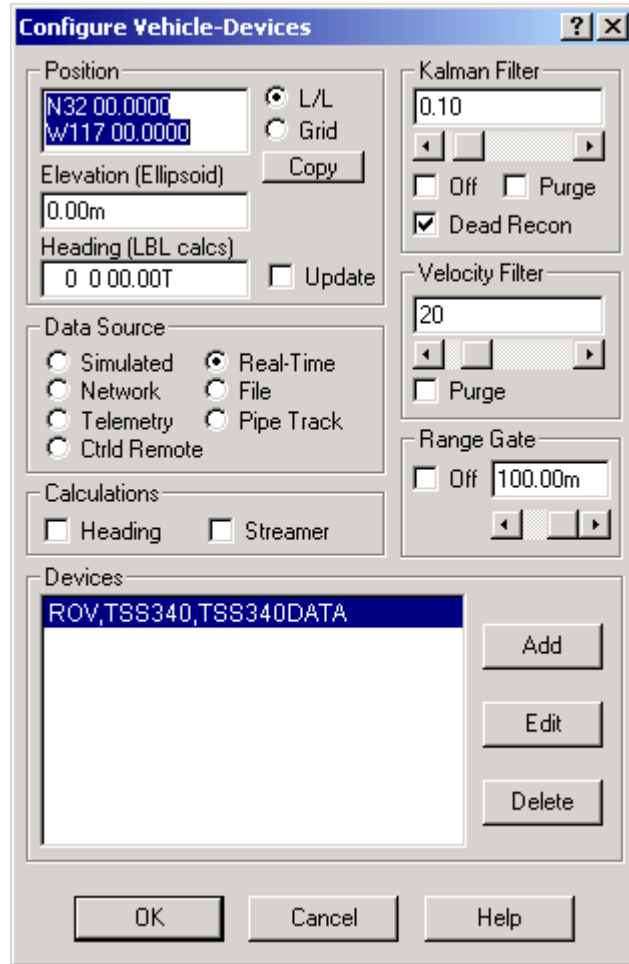 Configure Vehicle-Devices
Position
N32 00.0000
W117 00.0000
L/L
Grid
Copy
Elevation (Ellipsoid)
0.00m
Heading (LBL calcs)
0 0 00.00T
Update
Kalman Filter
0.10
Off
Purge
Dead Recon
Velocity Filter
20
Purge
Data Source
Simulated
Real-Time
Network
File
Telemetry
Pipe Track
Ctrld Remote
Range Gate
Off
100.00m
Calculations
Heading
Streamer
Devices
ROV,TSS340,TSS340DATA
Add
Edit
Delete
OK
Cancel
Help